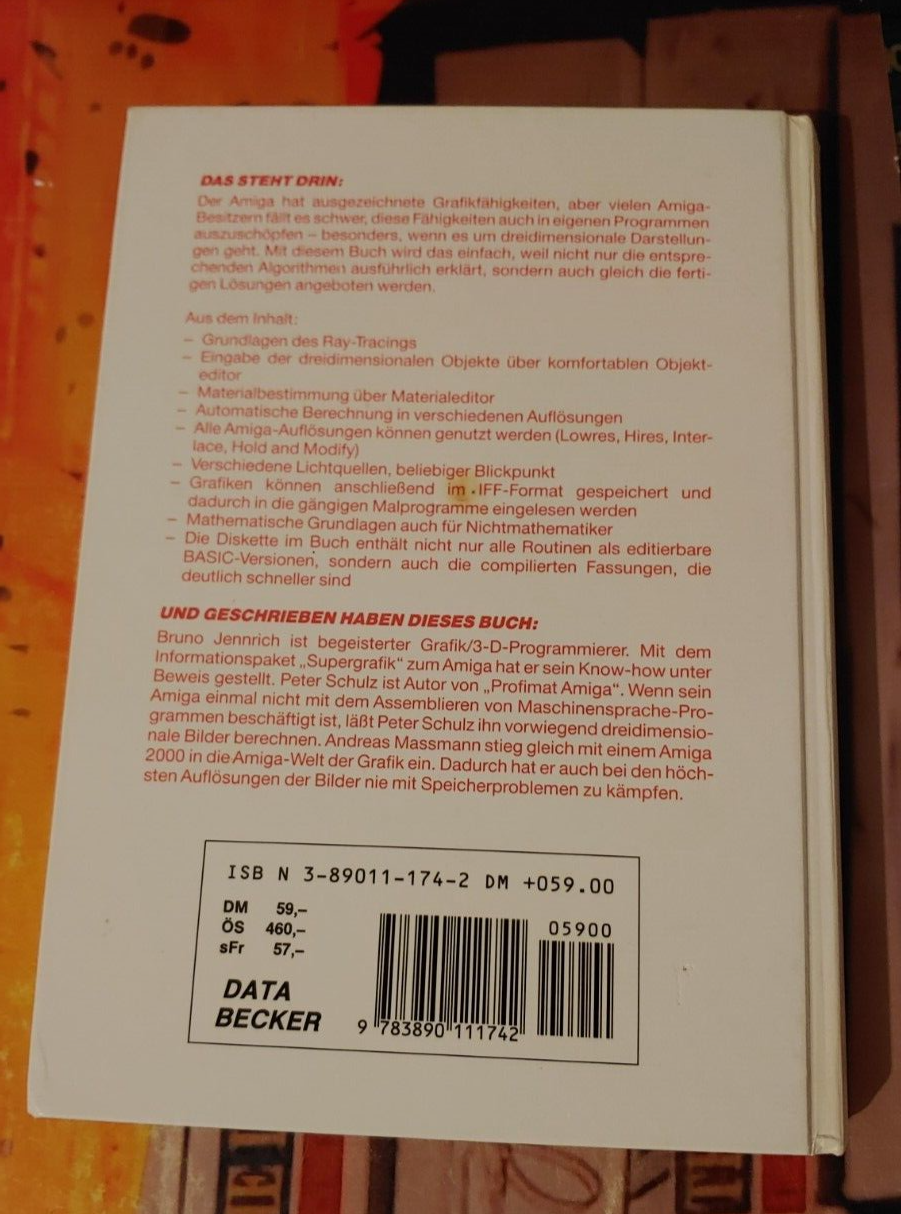 DAS STEHT DRIN:
Der Amiga hat ausgezeichnete Grafikfähigkeiten, aber vielen Amiga-
Besitzern fällt es schwer, diese Fähigkeiten auch in eigenen Programmen
auszuschöpfen – besonders, wenn es um dreidimensionale Darstellun-
gen geht. Mit diesem Buch wird das einfach, weil nicht nur die entspre-
chenden Algorithmen ausführlich erklärt, sondern auch gleich die ferti-
gen Lösungen angeboten werden.
Aus dem Inhalt:
– Grundlagen des Ray-Tracings
– Eingabe der dreidimensionalen Objekte über komfortablen Objekt-
editor
– Materialbestimmung über Materialeditor
– Automatische Berechnung in verschiedenen Auflösungen
– Alle Amiga-Auflösungen können genutzt werden (Lowres, Hires, Inter-
lace, Hold and Modify)
– Verschiedene Lichtquellen, beliebiger Blickpunkt
– Grafiken können anschließend im IFF-Format gespeichert und
dadurch in die gängigen Malprogramme eingelesen werden
– Mathematische Grundlagen auch für Nichtmathematiker
– Die Diskette im Buch enthält nicht nur alle Routinen als editierbare
BASIC-Versionen, sondern auch die compilierten Fassungen, die
deutlich schneller sind
UND GESCHRIEBEN HABEN DIESES BUCH:
Bruno Jennrich ist begeisterter Grafik/3-D-Programmierer. Mit dem
Informationspaket „Supergrafik“ zum Amiga hat er sein Know-how unter
Beweis gestellt. Peter Schulz ist Autor von „Profimat Amiga“. Wenn sein
Amiga einmal nicht mit dem Assemblieren von Maschinensprache-Pro-
grammen beschäftigt ist, läßt Peter Schulz ihn vorwiegend dreidimensio-
nale Bilder berechnen. Andreas Massmann stieg gleich mit einem Amiga
2000 in die Amiga-Welt der Grafik ein. Dadurch hat er auch bei den höch-
sten Auflösungen der Bilder nie mit Speicherproblemen zu kämpfen.
ISB N 3-89011-174-2 DM +059.00
DM 59,–
ÖS 460,–
sFr 57,–
05900
DATA
BECKER
9 783890 111742